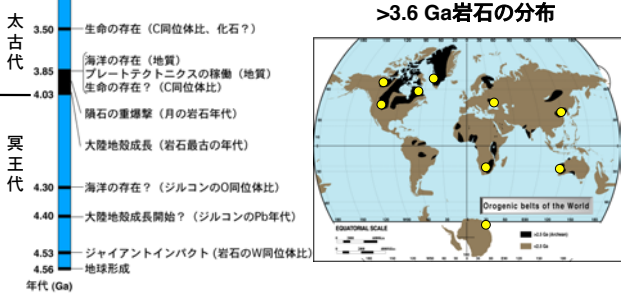 太古代
冥王代
3.50 生命の存在（C同位体比、化石？）
海洋の存在（地質）
3.85 プレートテクトニクスの稼働（地質）
生命の存在？（C同位体比）
4.03
隕石の重爆撃（月の岩石年代）
大陸地殻成長（岩石最古の年代）
4.30 海洋の存在？（ジルコンのO同位体比）
4.40 大陸地殻成長開始？（ジルコンのPb年代）
4.53 ジャイアントインパクト（岩石のW同位体比）
4.56 地球形成
年代 (Ga)
>3.6 Ga岩石の分布
Orogenic belts of the World
EQUATORIAL SCALE